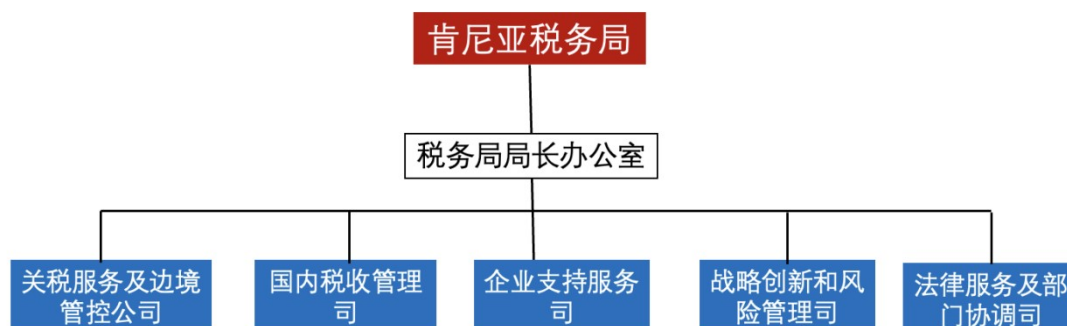 肯尼亚税务局
税务局局长办公室
关税服务及边境
管控公司
国内税收管理
司
企业支持服务
司
战略创新和风
险管理司
法律服务及部
门协调司